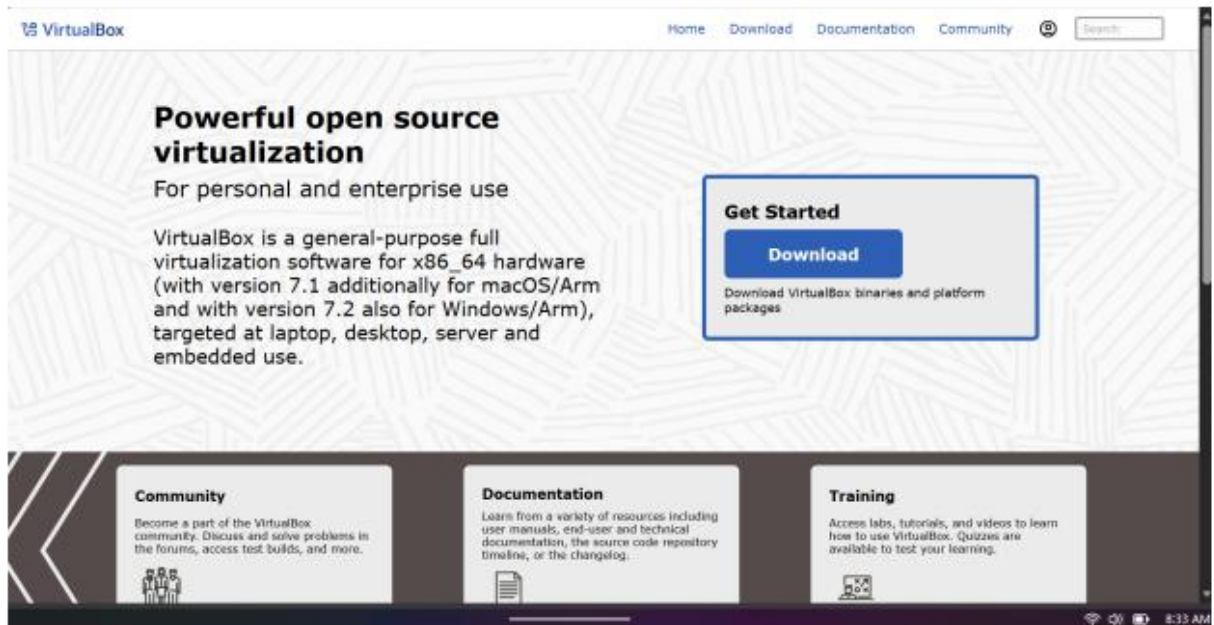 VirtualBox
Home Download Documentation Community Search:
Powerful open source
virtualization
For personal and enterprise use
VirtualBox is a general-purpose full
virtualization software for x86_64 hardware
(with version 7.1 additionally for macOS/Arm
and with version 7.2 also for Windows/Arm),
targeted at laptop, desktop, server and
embedded use.
Get Started
Download
Download VirtualBox binaries and platform
packages
Community
Become a part of the VirtualBox
community. Discuss and solve problems in
the forums, access test builds, and more.
Documentation
Learn from a variety of resources including
user manuals, end-user and technical
documentation, the source code repository
timeline, or the changelog.
Training
Access labs, tutorials, and videos to learn
how to use VirtualBox. Quizzes are
available to test your learning.
8:33 AM